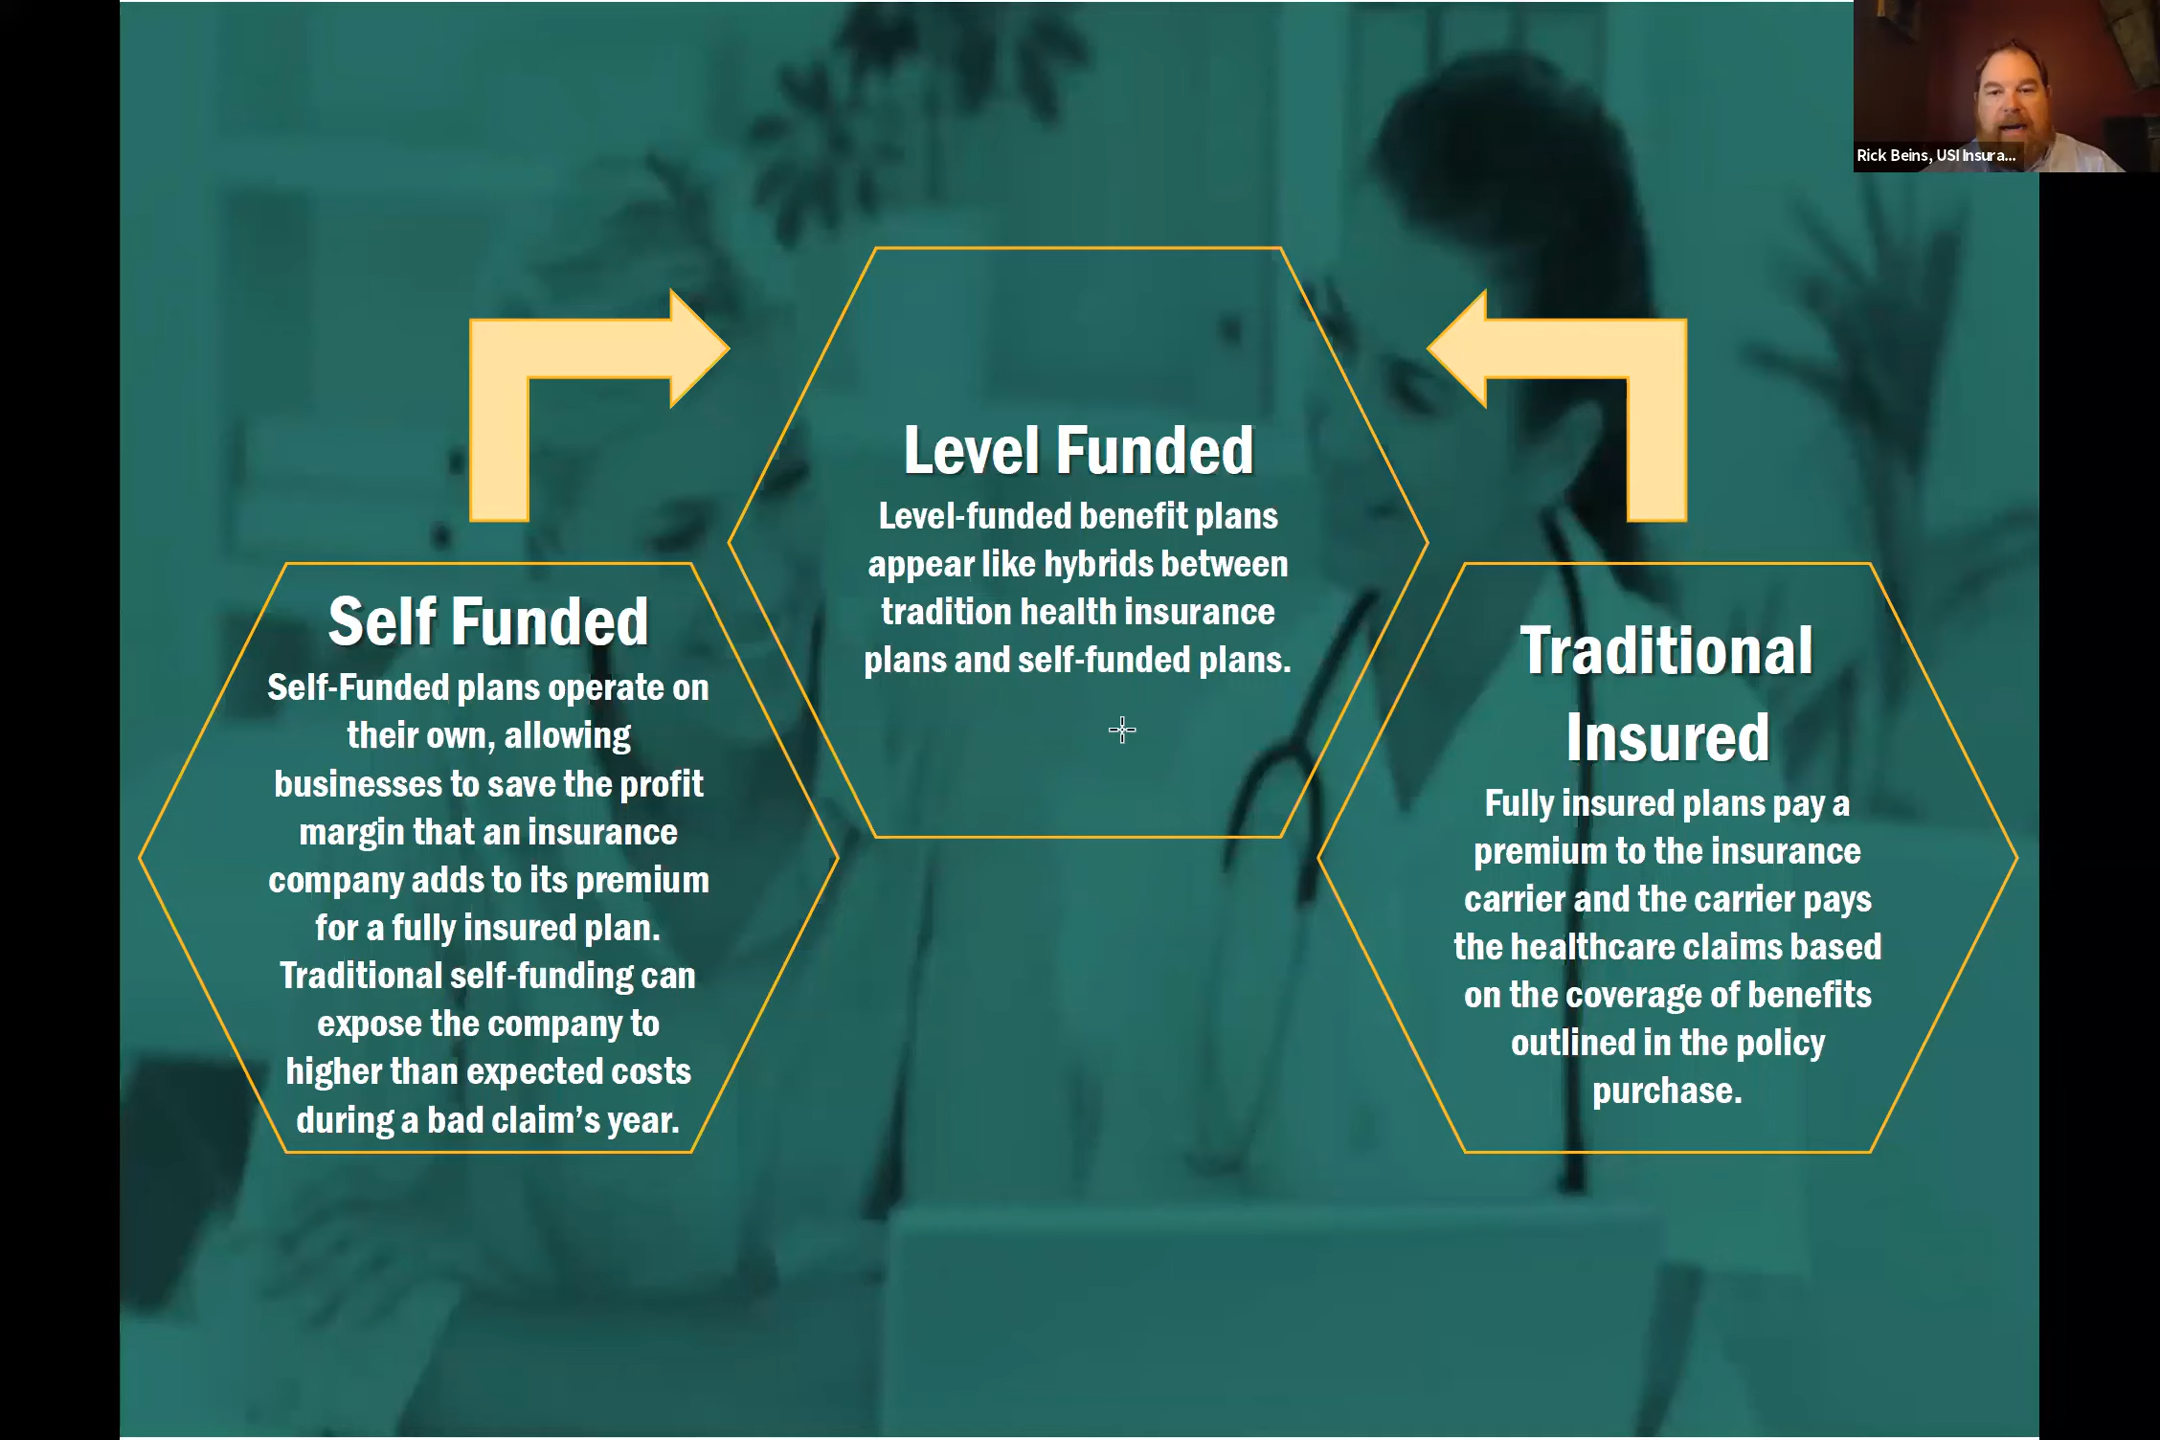 Rick Beins, USI Insura...
Level Funded
Level-funded benefit plans
appear like hybrids between
tradition health insurance
plans and self-funded plans.
Self Funded
Self-Funded plans operate on
their own, allowing
businesses to save the profit
margin that an insurance
company adds to its premium
for a fully insured plan.
Traditional self-funding can
expose the company to
higher than expected costs
during a bad claim’s year.
Traditional
Insured
Fully insured plans pay a
premium to the insurance
carrier and the carrier pays
the healthcare claims based
on the coverage of benefits
outlined in the policy
purchase.